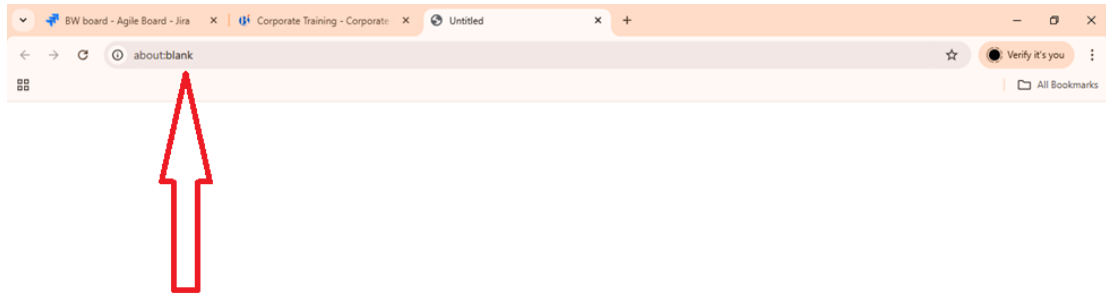 BW board - Agile Board - Jira
Corporate Training - Corporate
Untitled
about:blank
Verify it's you
All Bookmarks